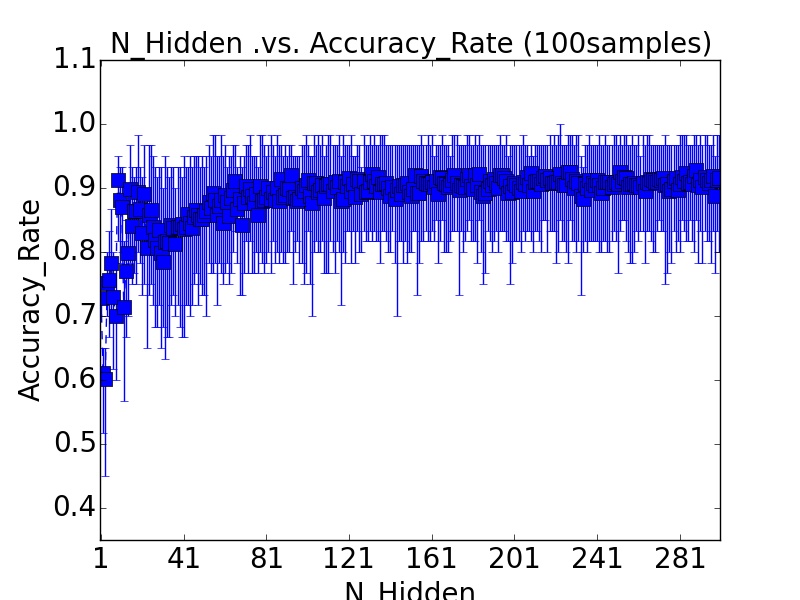 N_Hidden .vs. Accuracy_Rate (100samples)
1.1
1.0
0.9
0.8
0.7
0.6
0.5
0.4
Accuracy_Rate
1 41 81 121 161 201 241 281
N_Hidden